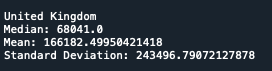 United Kingdom
Median: 68041.0
Mean: 166182.49950421418
Standard Deviation: 243496.79072127878